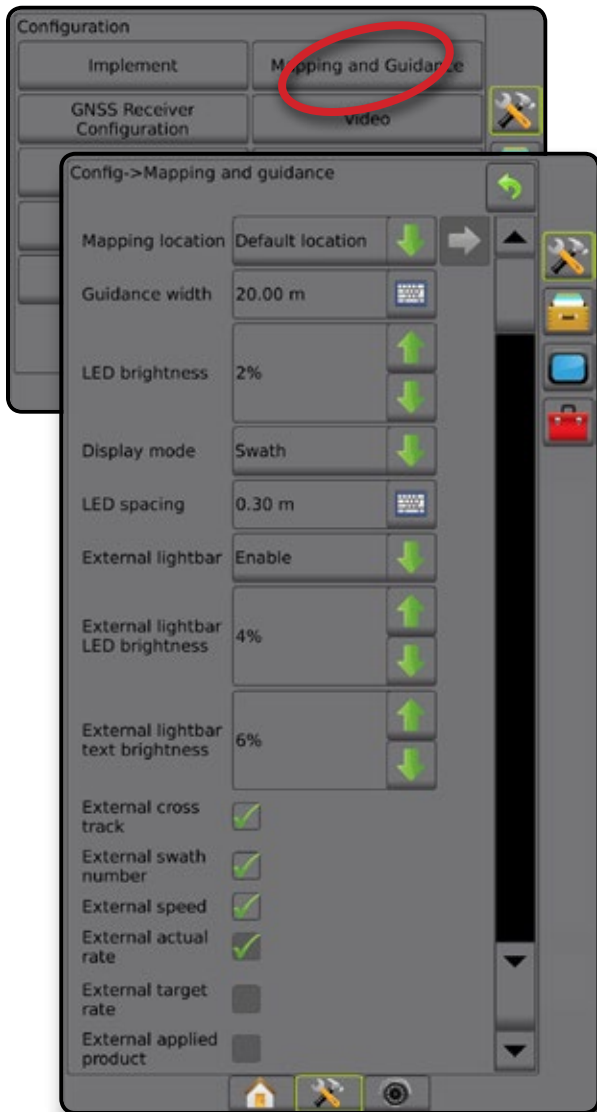 Configuration
Implement
Mapping and Guidance
GNSS Receiver
Configuration
Video
Config->Mapping and guidance
Mapping location
Default location
Guidance width
20.00 m
LED brightness
2%
Display mode
Swath
LED spacing
0.30 m
External lightbar
Enable
External lightbar
LED brightness
4%
External lightbar
text brightness
6%
External cross
track
External swath
number
External speed
External actual
rate
External target
rate
External applied
product